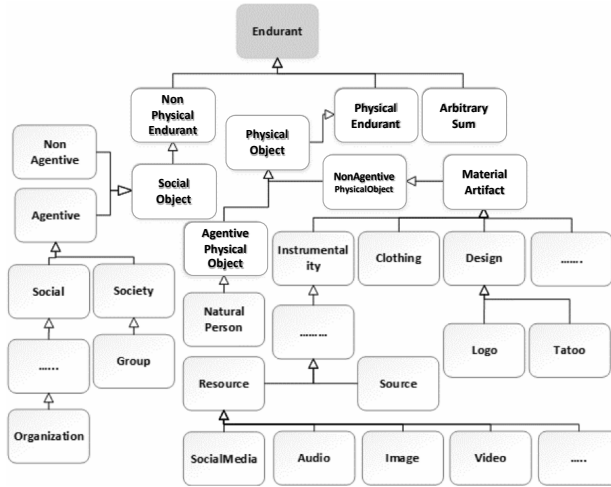 Endurant
Non
Physical
Endurant
Physical
Endurant
Arbitrary
Sum
Non
Agentive
Physical
Object
Social
Object
NonAgentive
PhysicalObject
Material
Artifact
Agentive
Agentive
Physical
Object
Instrumental
ity
Clothing
Design
.......
Social
Society
Natural
Person
.........
Logo
Tatoo
......
Group
Resource
Source
Organization
SocialMedia
Audio
Image
Video
.....